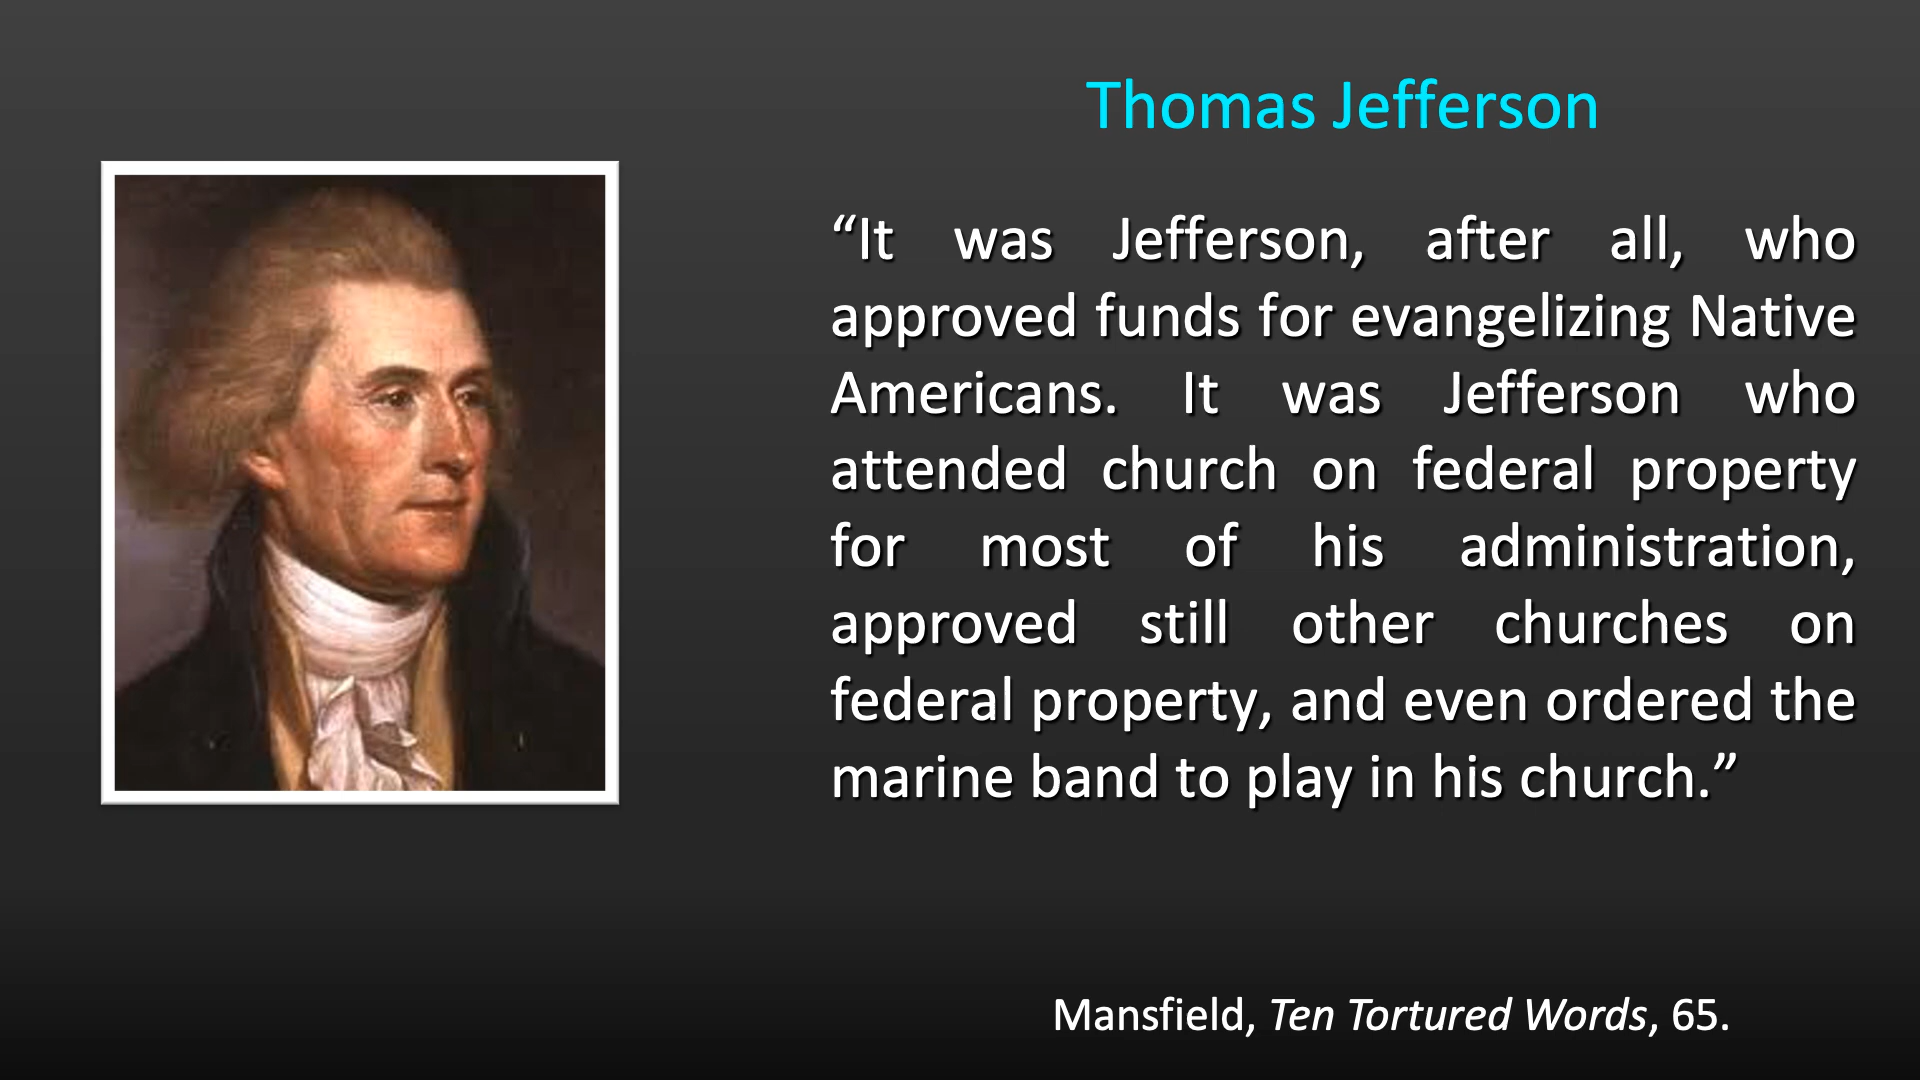 Thomas Jefferson
“It was Jefferson, after all, who
approved funds for evangelizing Native
Americans. It was Jefferson who
attended church on federal property
for most of his administration,
approved still other churches on
federal property, and even ordered the
marine band to play in his church.”
Mansfield, Ten Tortured Words, 65.